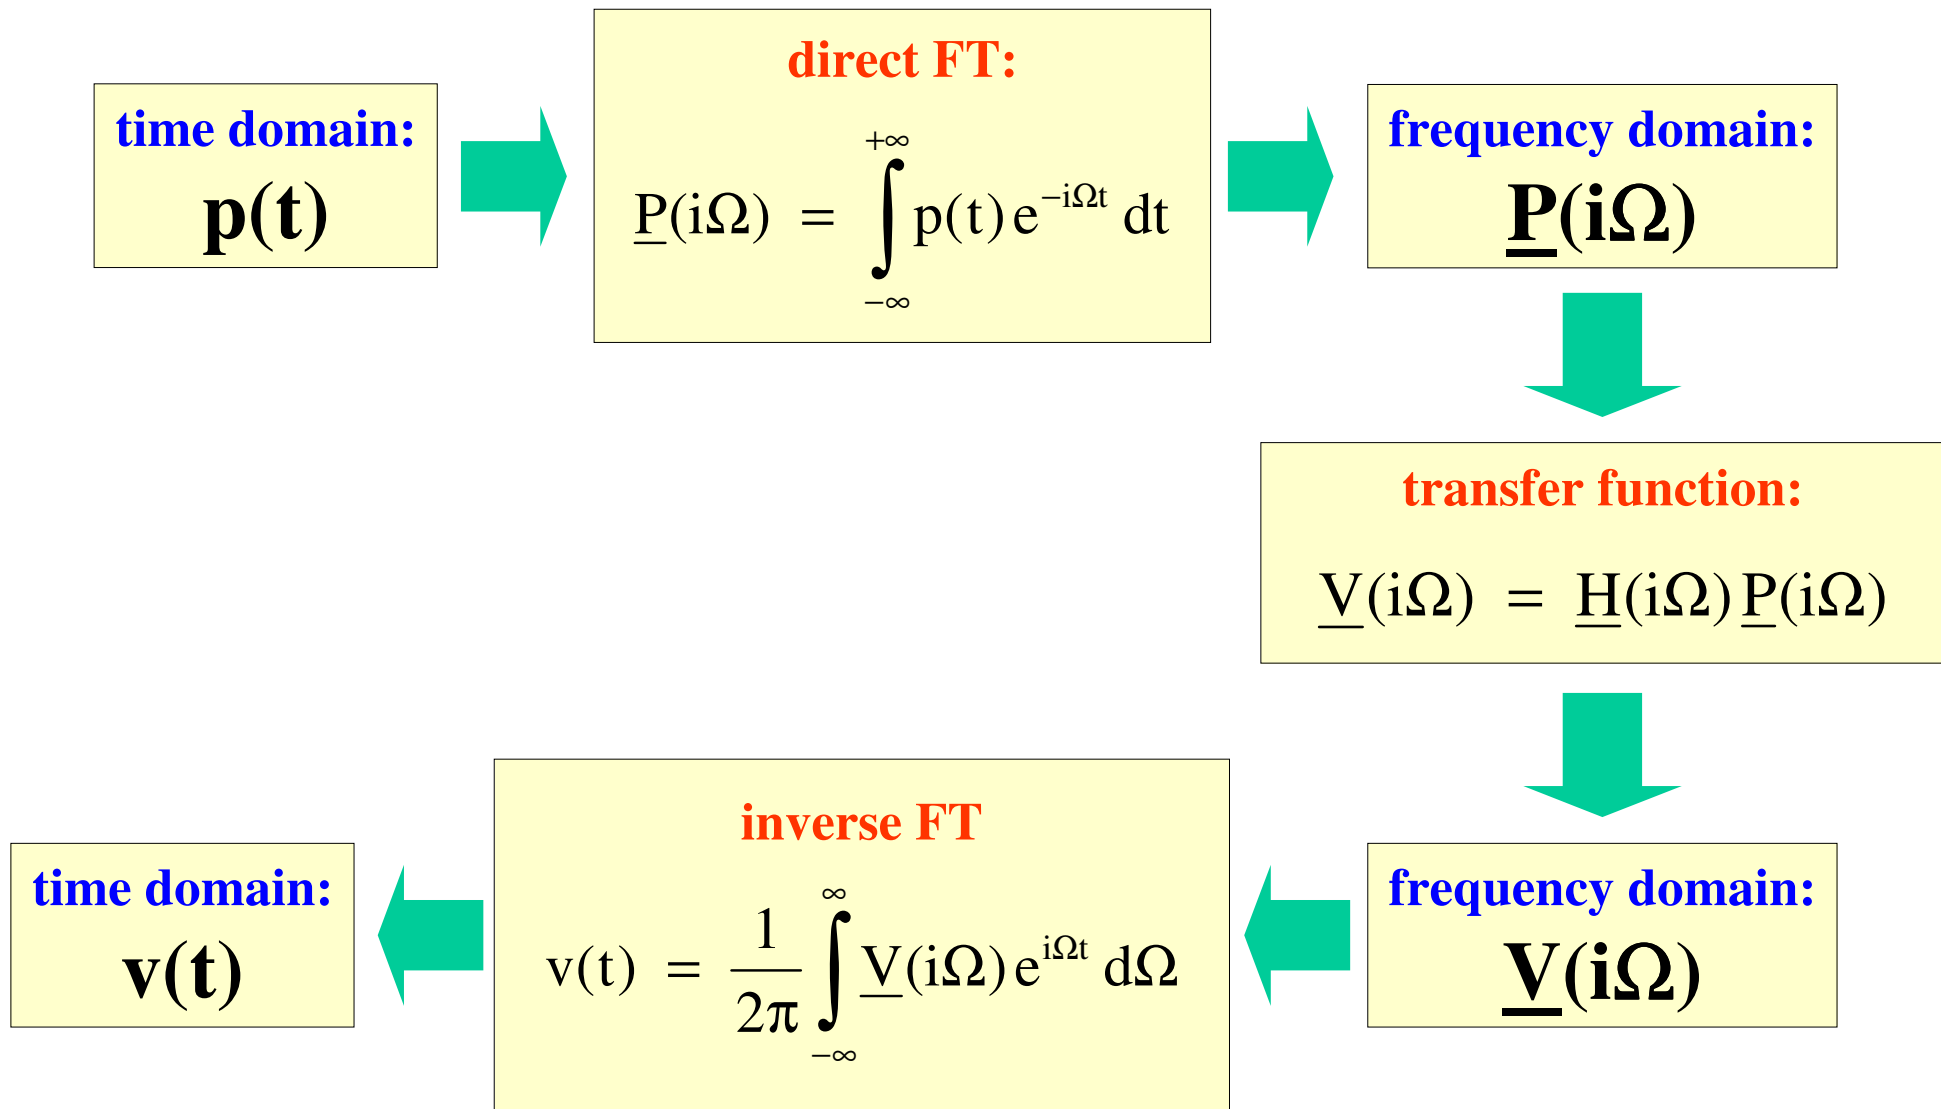 time domain:
p(t)
direct FT:
P(iΩ) = ∫_{−∞}^{+∞} p(t) e^{−iΩt} dt
frequency domain:
P(iΩ)
transfer function:
V(iΩ) = H(iΩ) P(iΩ)
frequency domain:
V(iΩ)
inverse FT
v(t) = \frac{1}{2π} ∫_{−∞}^{∞} V(iΩ) e^{iΩt} dΩ
time domain:
v(t)